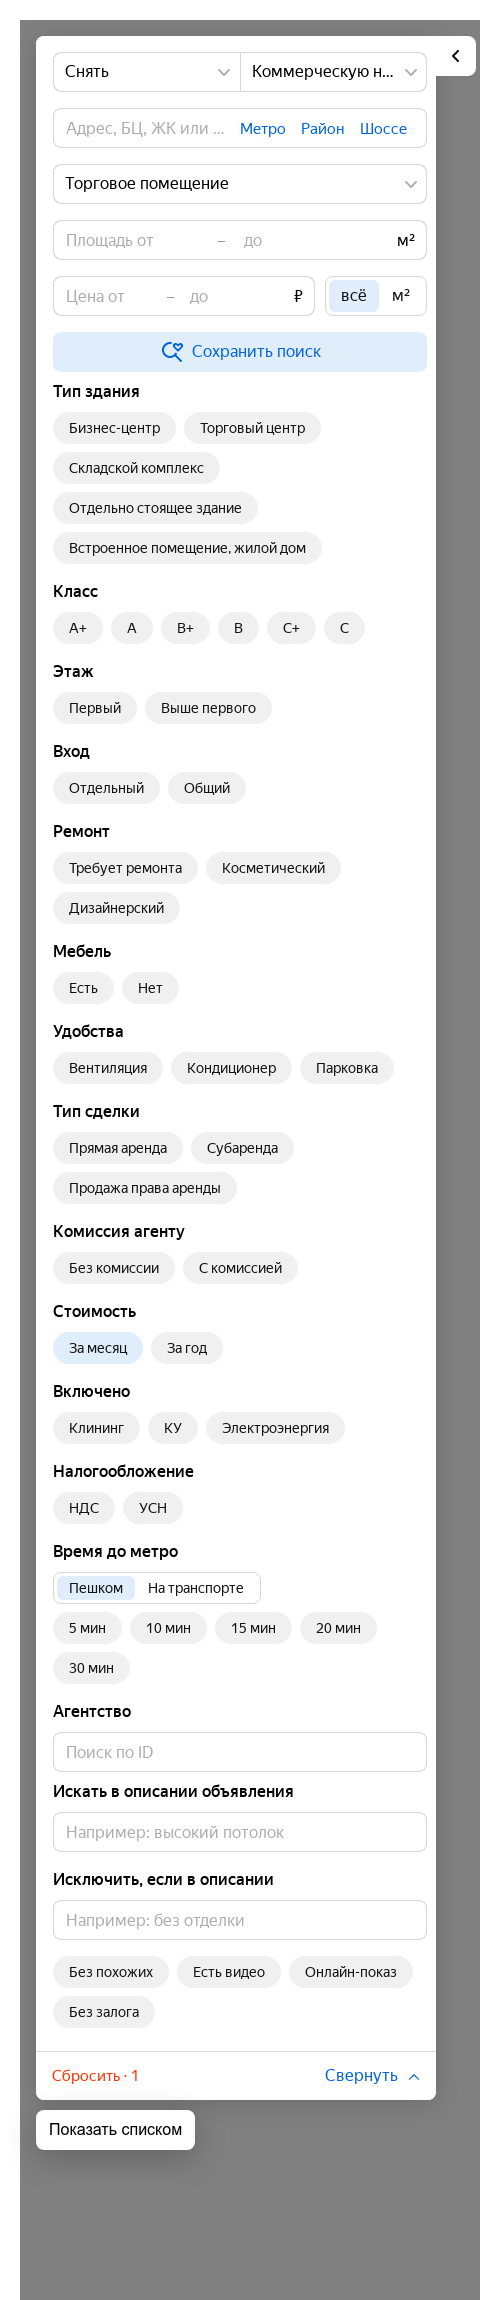 Снять Коммерческую н...
Адрес, БЦ, ЖК или ... Метро Район Шоссе
Торговое помещение
Площадь от – до м²
Цена от – до ₽ всё м²
Сохранить поиск
Тип здания
Бизнес-центр Торговый центр
Складской комплекс
Отдельно стоящее здание
Встроенное помещение, жилой дом
Класс
A+ A B+ B C+ C
Этаж
Первый Выше первого
Вход
Отдельный Общий
Ремонт
Требует ремонта Косметический
Дизайнерский
Мебель
Есть Нет
Удобства
Вентиляция Кондиционер Парковка
Тип сделки
Прямая аренда Субаренда
Продажа права аренды
Комиссия агенту
Без комиссии С комиссией
Стоимость
За месяц За год
Включено
Клининг КУ Электроэнергия
Налогообложение
НДС УСН
Время до метро
Пешком На транспорте
5 мин 10 мин 15 мин 20 мин
30 мин
Агентство
Поиск по ID
Искать в описании объявления
Например: высокий потолок
Исключить, если в описании
Например: без отделки
Без похожих Есть видео Онлайн-показ
Без залога
Сбросить · 1 Свернуть
Показать списком